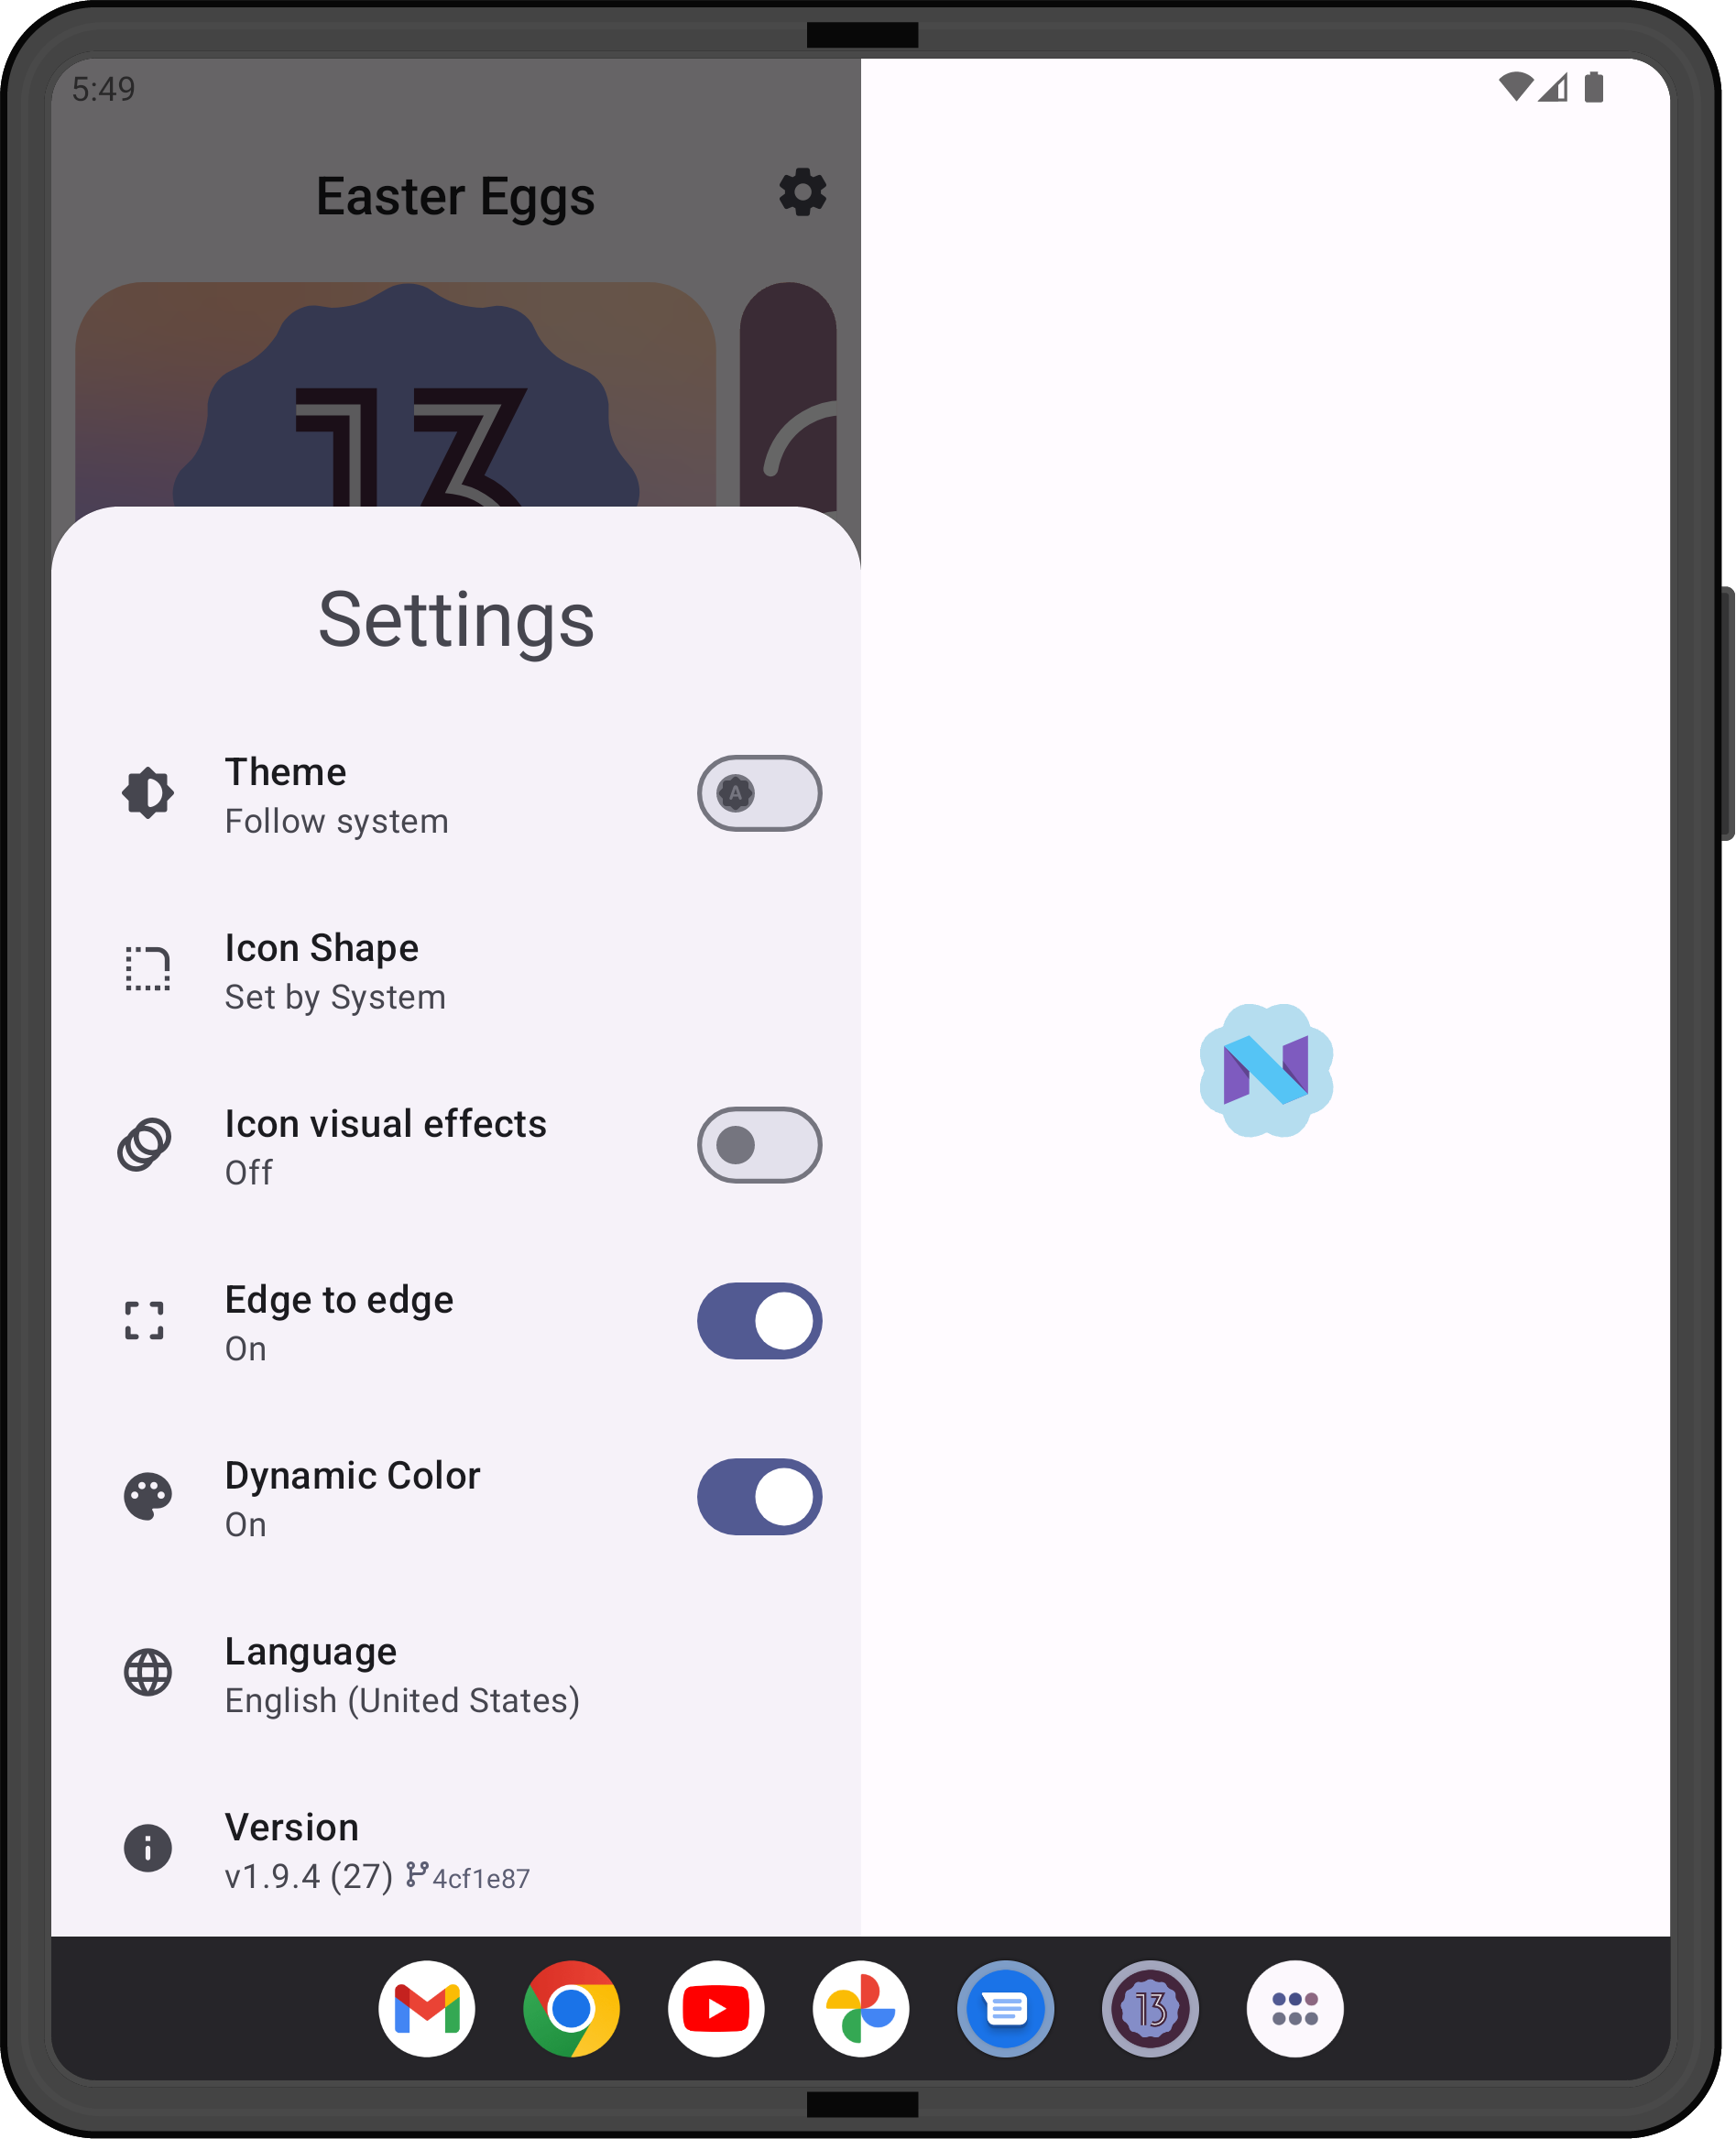 5:49
Easter Eggs
13
Settings
Theme
Follow system
A
Icon Shape
Set by System
Icon visual effects
Off
Edge to edge
On
Dynamic Color
On
Language
English (United States)
Version
v1.9.4 (27) 4cf1e87
N
13